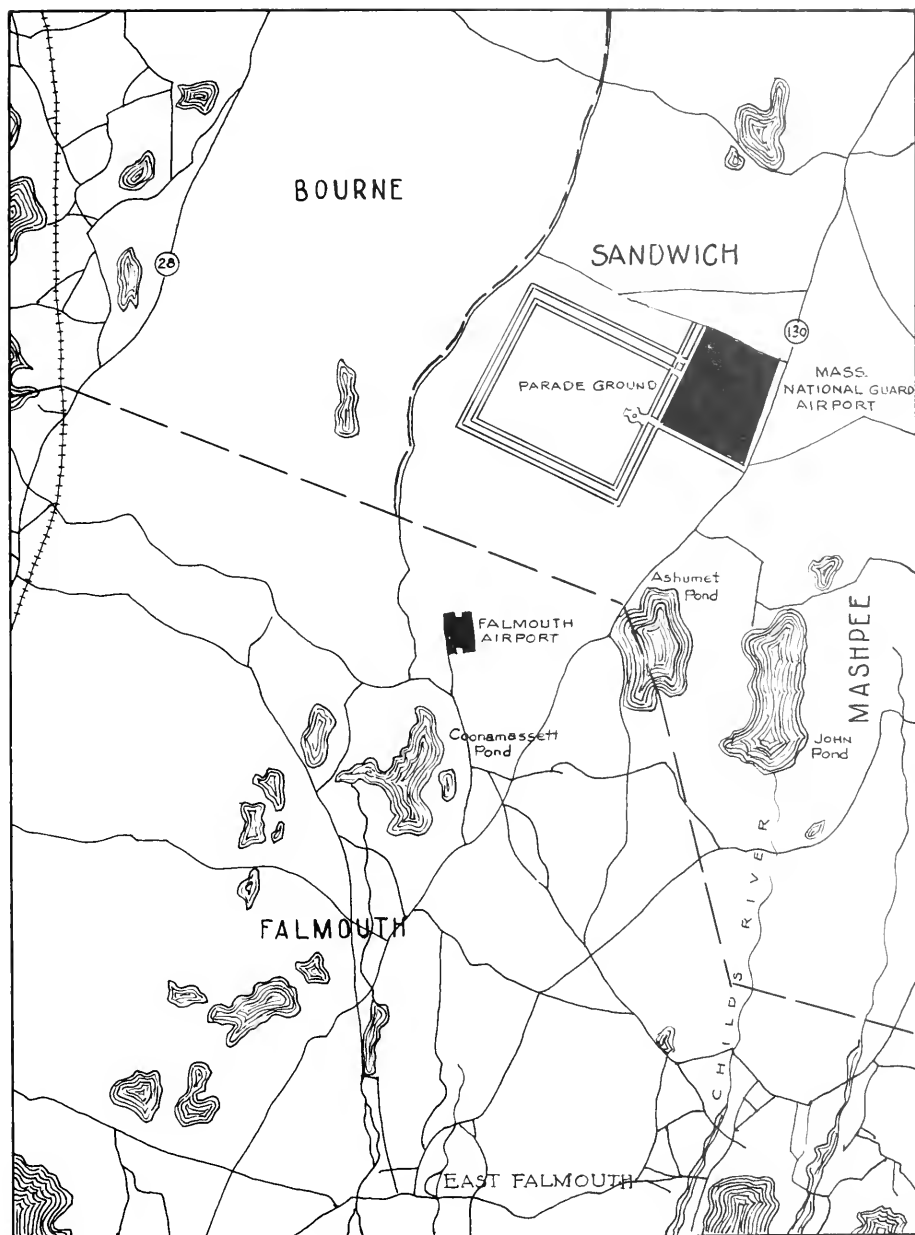 BOURNE
SANDWICH
28
130
PARADE GROUND
MASS.
NATIONAL GUARD
AIRPORT
Ashumet
Pond
FALMOUTH
AIRPORT
MASHPEE
Coonamassett
Pond
JOHN
POND
CHILDS RIVER
FALMOUTH
EAST FALMOUTH